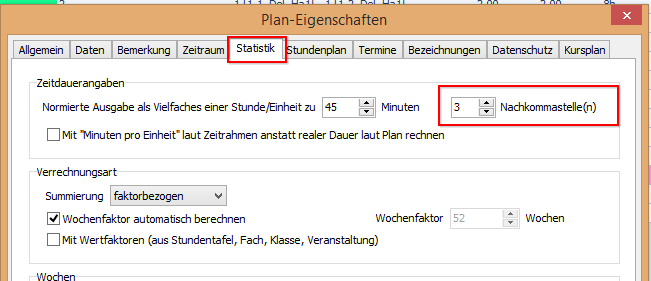 Plan-Eigenschaften
Allgemein Daten Bemerkung Zeitraum Statistik Stundenplan Termine Bezeichnungen Datenschutz Kursplan
Zeitdauerangaben
Normierte Ausgabe als Vielfaches einer Stunde/Einheit zu 45 Minuten 3 Nachkommastelle(n)
Mit "Minuten pro Einheit" laut Zeitrahmen anstatt realer Dauer laut Plan rechnen
Verrechnungsart
Summierung faktorbezogen
Wochenfaktor automatisch berechnen Wochenfaktor 52 Wochen
Mit Wertfaktoren (aus Stundentafel, Fach, Klasse, Veranstaltung)
Wochen